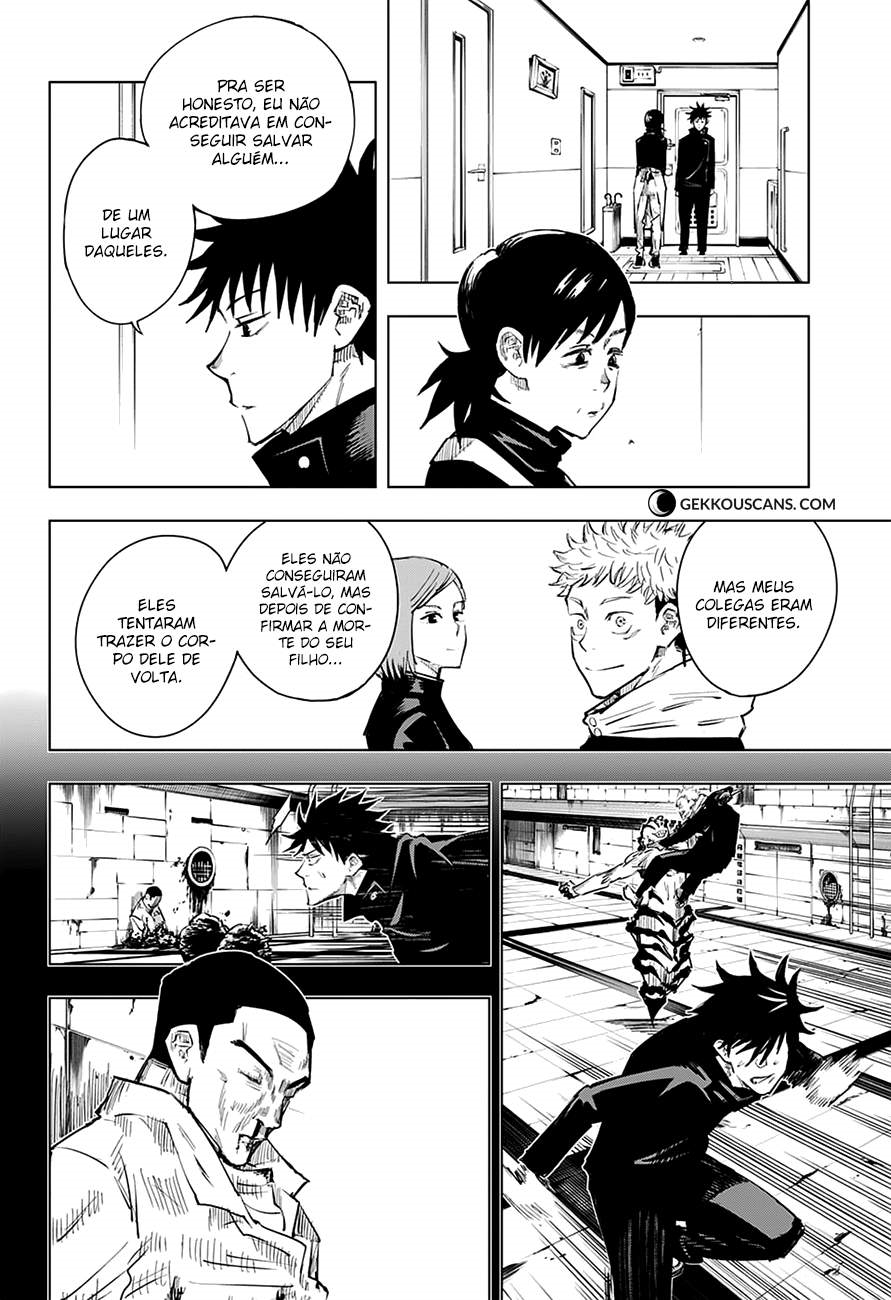 PRA SER
HONESTO, EU NÃO
ACREDITAVA EM CON-
SEGUIR SALVAR
ALGUÉM...
DE UM
LUGAR
DAQUELES.
GEKKOUSCANS. COM
MAS MEUS
COLEGAS ERAM
DIFERENTES.
ELES NÃO
CONSEGUIRAM
SALVÁ-LO, MAS
DEPOIS DE CON-
FIRMAR A MOR-
TE DO SEU
FILHO...
ELES
TENTARAM
TRAZER O COR-
PO DELE DE
VOLTA.